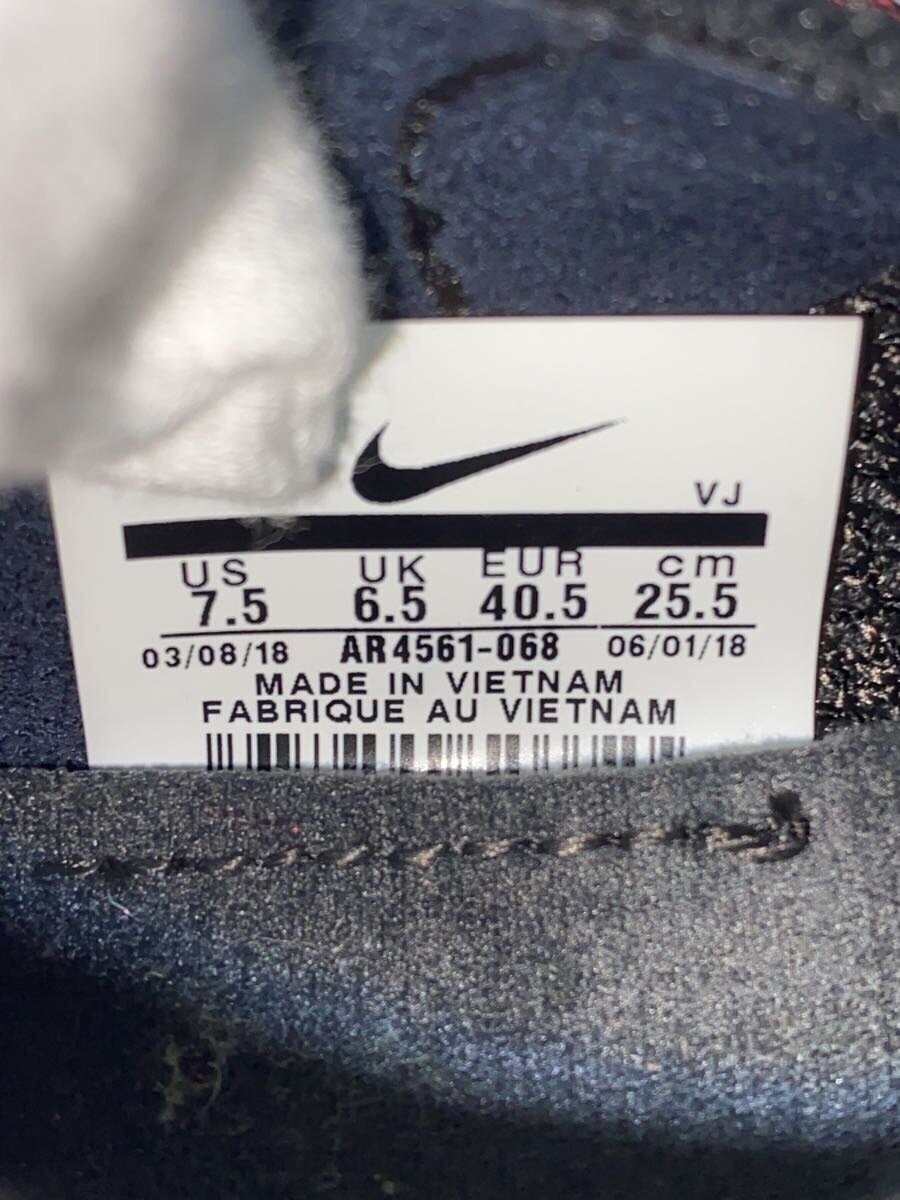 VJ
US UK EUR cm
7.5 6.5 40.5 25.5
03/08/18 AR4561-068 06/01/18
MADE IN VIETNAM
FABRIQUE AU VIETNAM